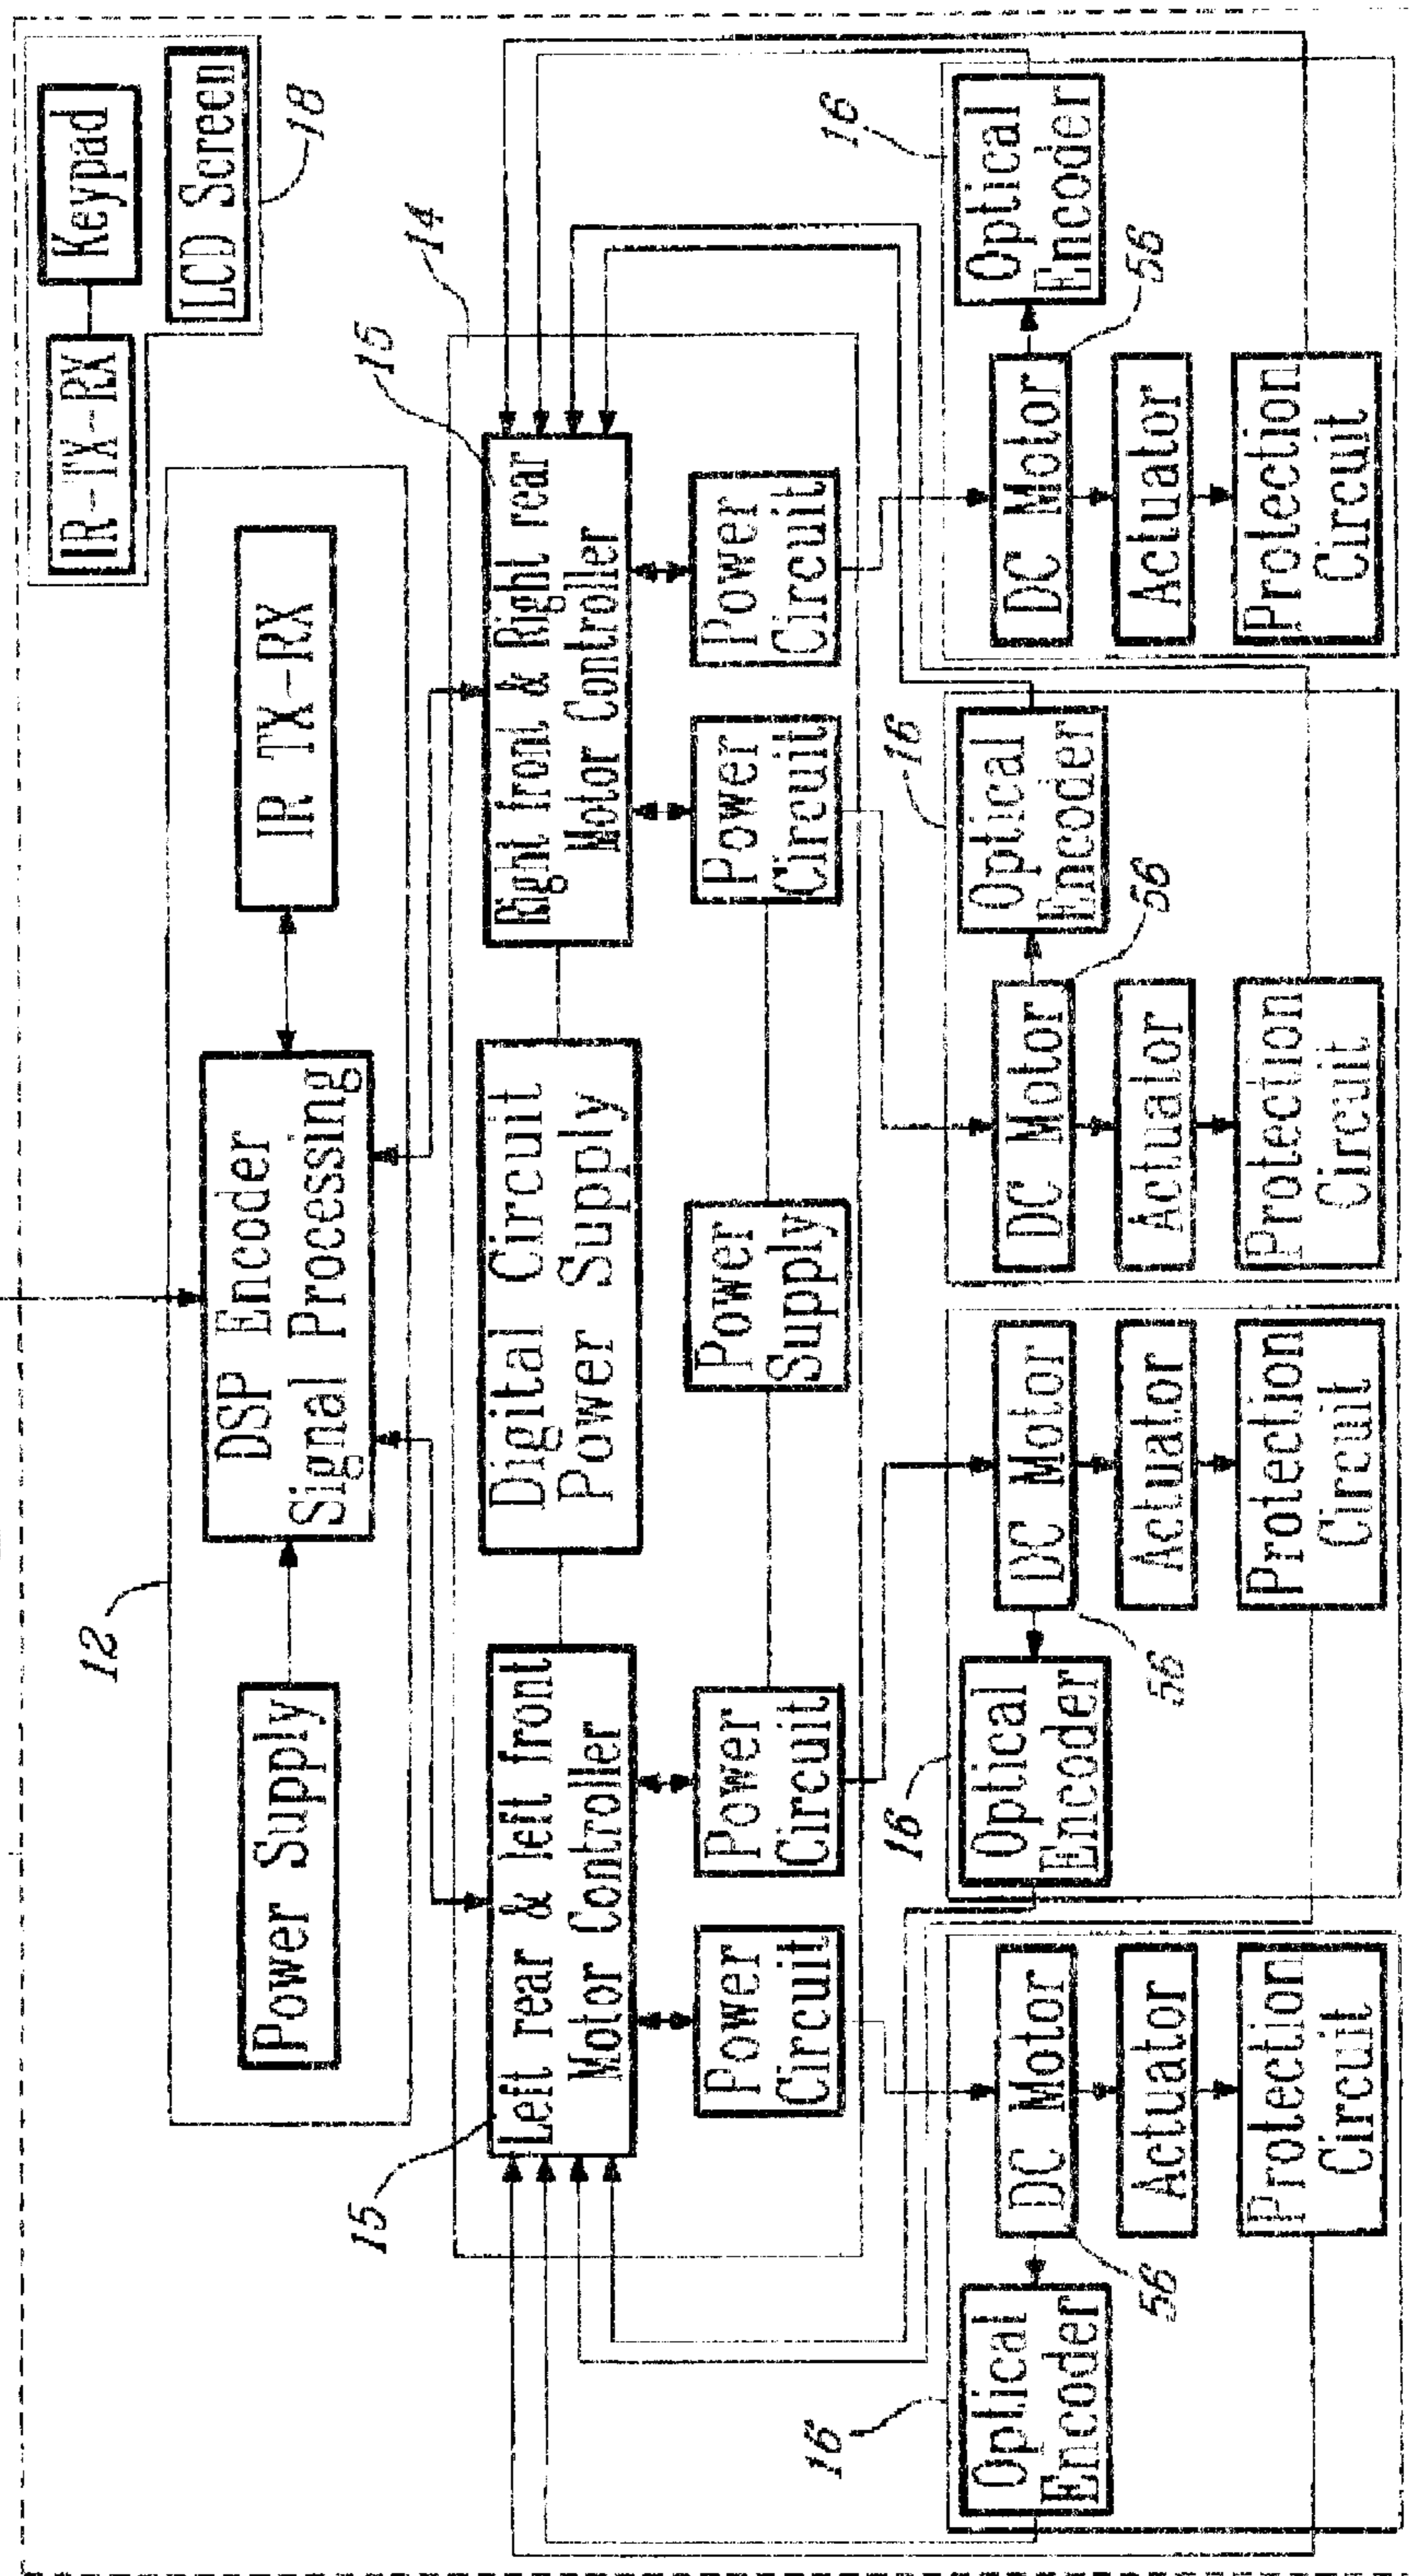 12
Power Supply
DSP Encoder
Signal Processing
IR TX-RX
IR-TX-RX
Keypad
LCD Screen
18
14
15
Left rear & left front
Motor Controller
Digital Circuit
Power Supply
15
Right front & Right rear
Motor Controller
Power
Circuit
Power
Circuit
Power
Supply
Power
Circuit
Power
Circuit
16
Optical
Encoder
56
DC Motor
Actuator
Protection
Circuit
16
Optical
Encoder
56
DC Motor
Actuator
Protection
Circuit
16
Optical
Encoder
56
DC Motor
Actuator
Protection
Circuit
16
Optical
Encoder
56
DC Motor
Actuator
Protection
Circuit